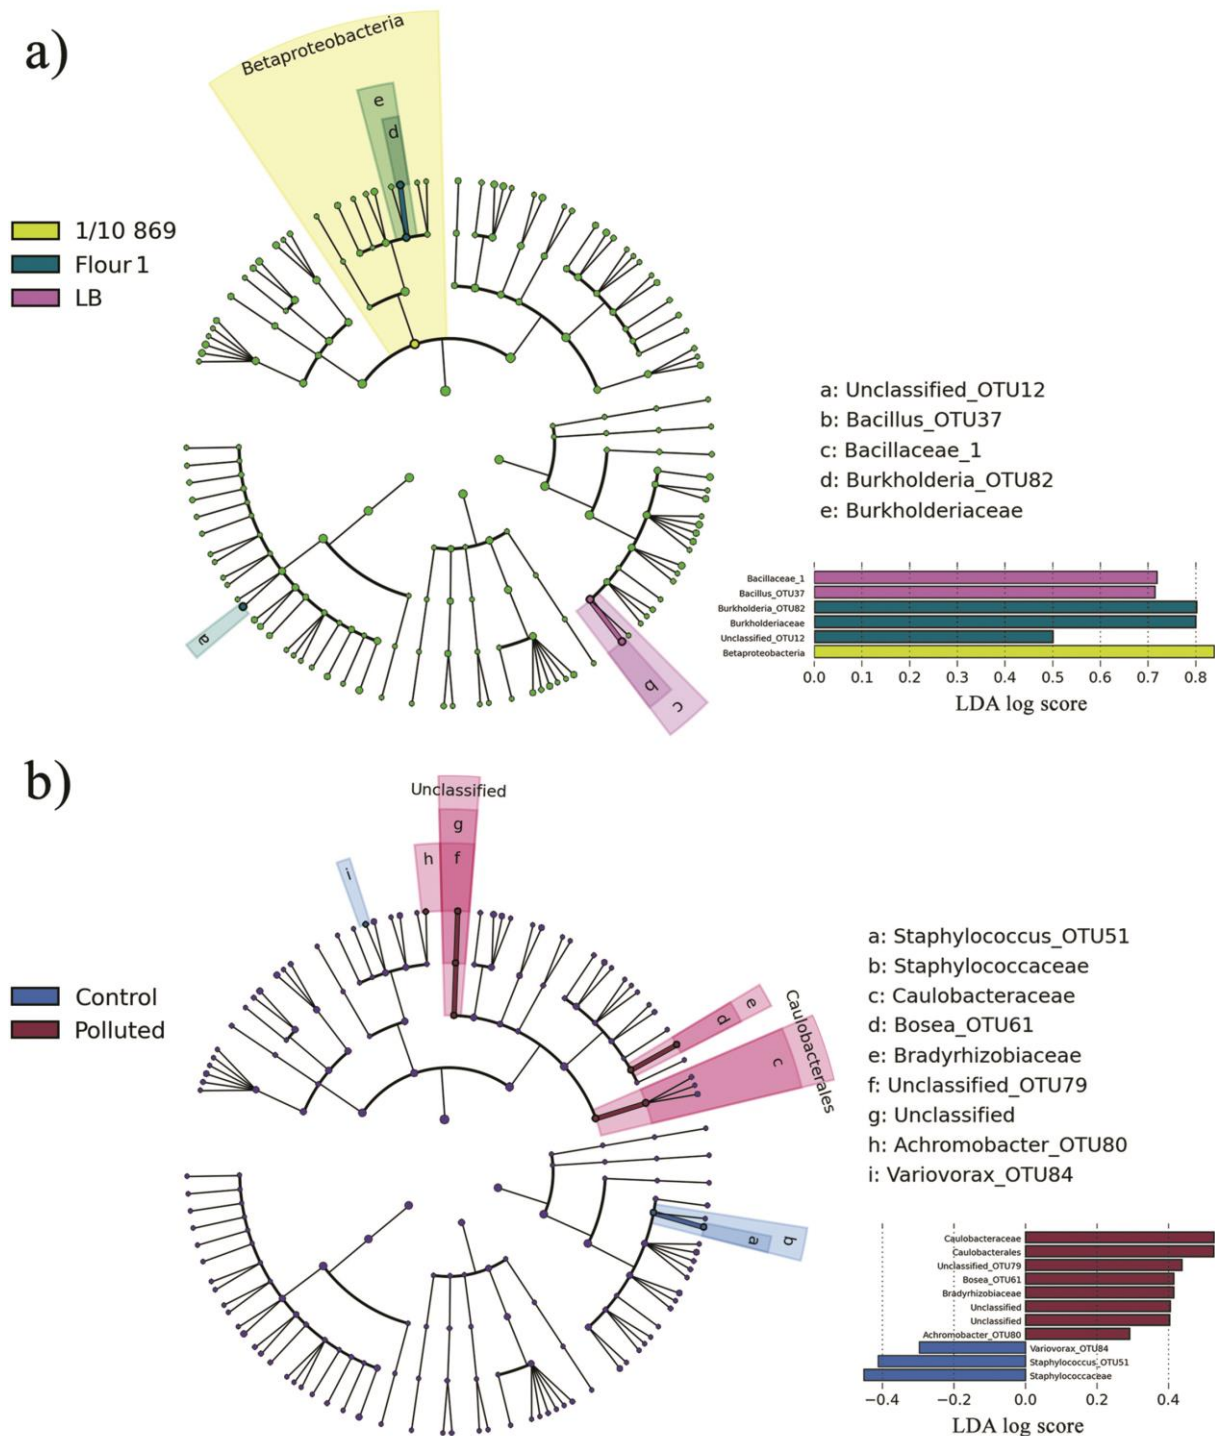 a)
Betaproteobacteria
e
d
1/10 869
Flour 1
LB
a: Unclassified_OTU12
b: Bacillus_OTU37
c: Bacillaceae_1
d: Burkholderia_OTU82
e: Burkholderiaceae
a
b
c
Bacillaceae_1
Bacillus_OTU37
Burkholderia_OTU82
Burkholderiaceae
Unclassified_OTU12
Betaproteobacteria
0.0 0.1 0.2 0.3 0.4 0.5 0.6 0.7 0.8
LDA log score
b)
Unclassified
g
h f
i
Control
Polluted
e
d
Caulobacterales
c
a: Staphylococcus_OTU51
b: Staphylococcaceae
c: Caulobacteraceae
d: Bosea_OTU61
e: Bradyrhizobiaceae
f: Unclassified_OTU79
g: Unclassified
h: Achromobacter_OTU80
i: Variovorax_OTU84
a b
Caulobacteraceae
Caulobacterales
Unclassified_OTU79
Bosea_OTU61
Bradyrhizobiaceae
Unclassified
Unclassified
Achromobacter_OTU80
Variovorax_OTU84
Staphylococcus_OTU51
Staphylococcaceae
−0.4 −0.2 0.0 0.2 0.4
LDA log score